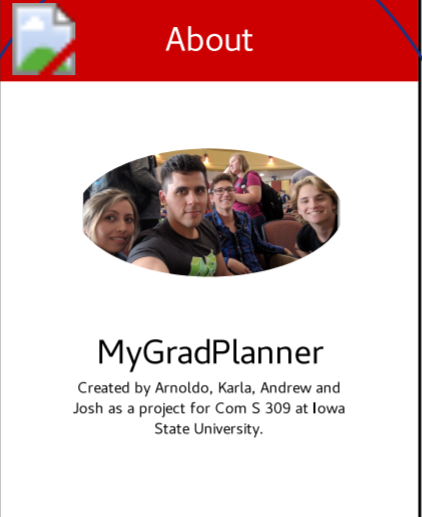 About
MyGradPlanner
Created by Arnoldo, Karla, Andrew and
Josh as a project for Com S 309 at Iowa
State University.